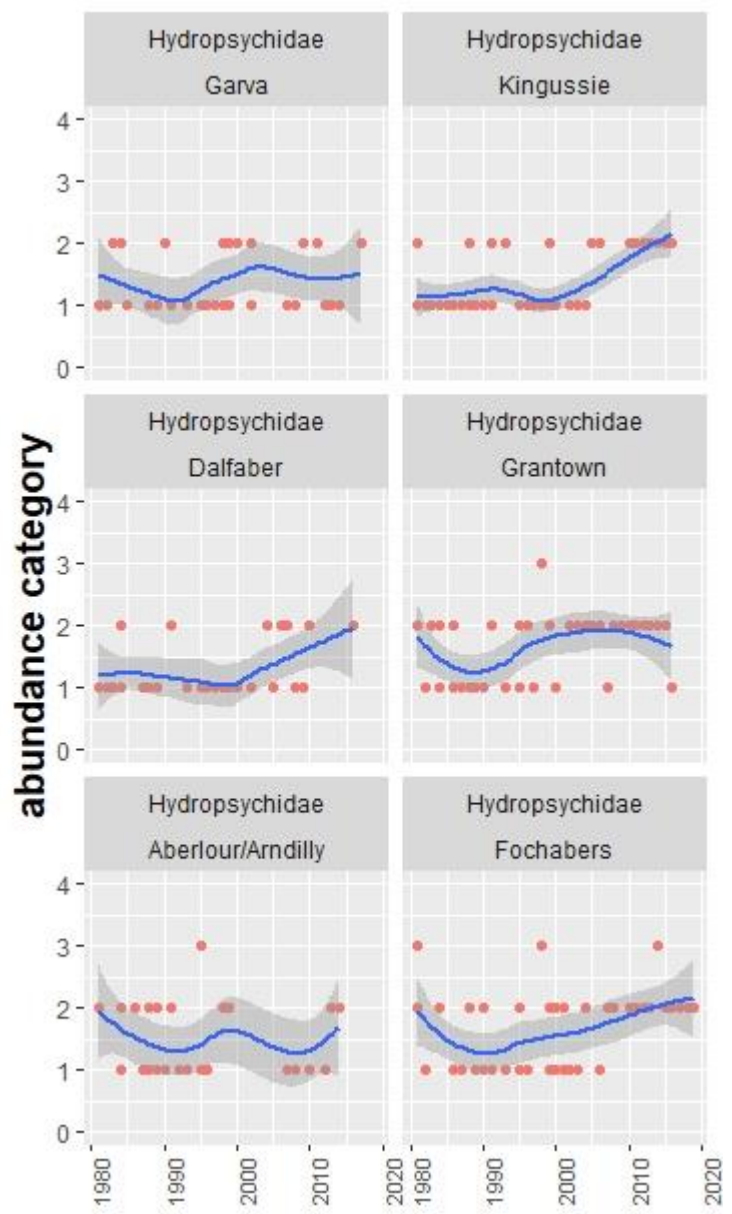 Hydropsychidae
Garva
Hydropsychidae
Kingussie
4
3
2
1
0
Hydropsychidae
Dalfaber
Hydropsychidae
Grantown
4
3
2
1
0
abundance category
Hydropsychidae
Aberlour/Arndilly
Hydropsychidae
Fochabers
4
3
2
1
0
1980
1990
2000
2010
2020
1980
1990
2000
2010
2020